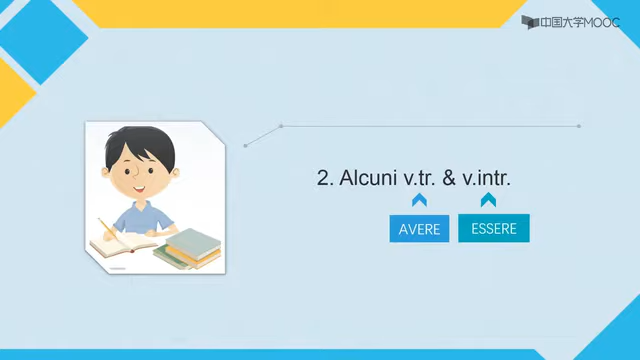 中国大学MOOC
2. Alcuni v.tr. & v.intr.
AVERE ESSERE